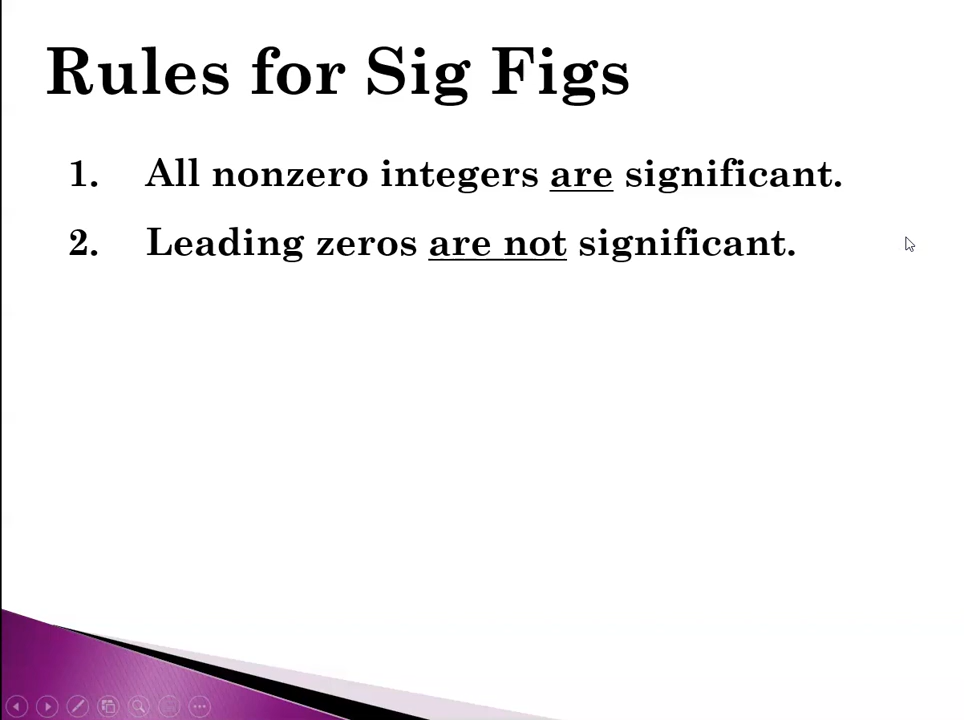 Rules for Sig Figs
1. All nonzero integers are significant.
2. Leading zeros are not significant.